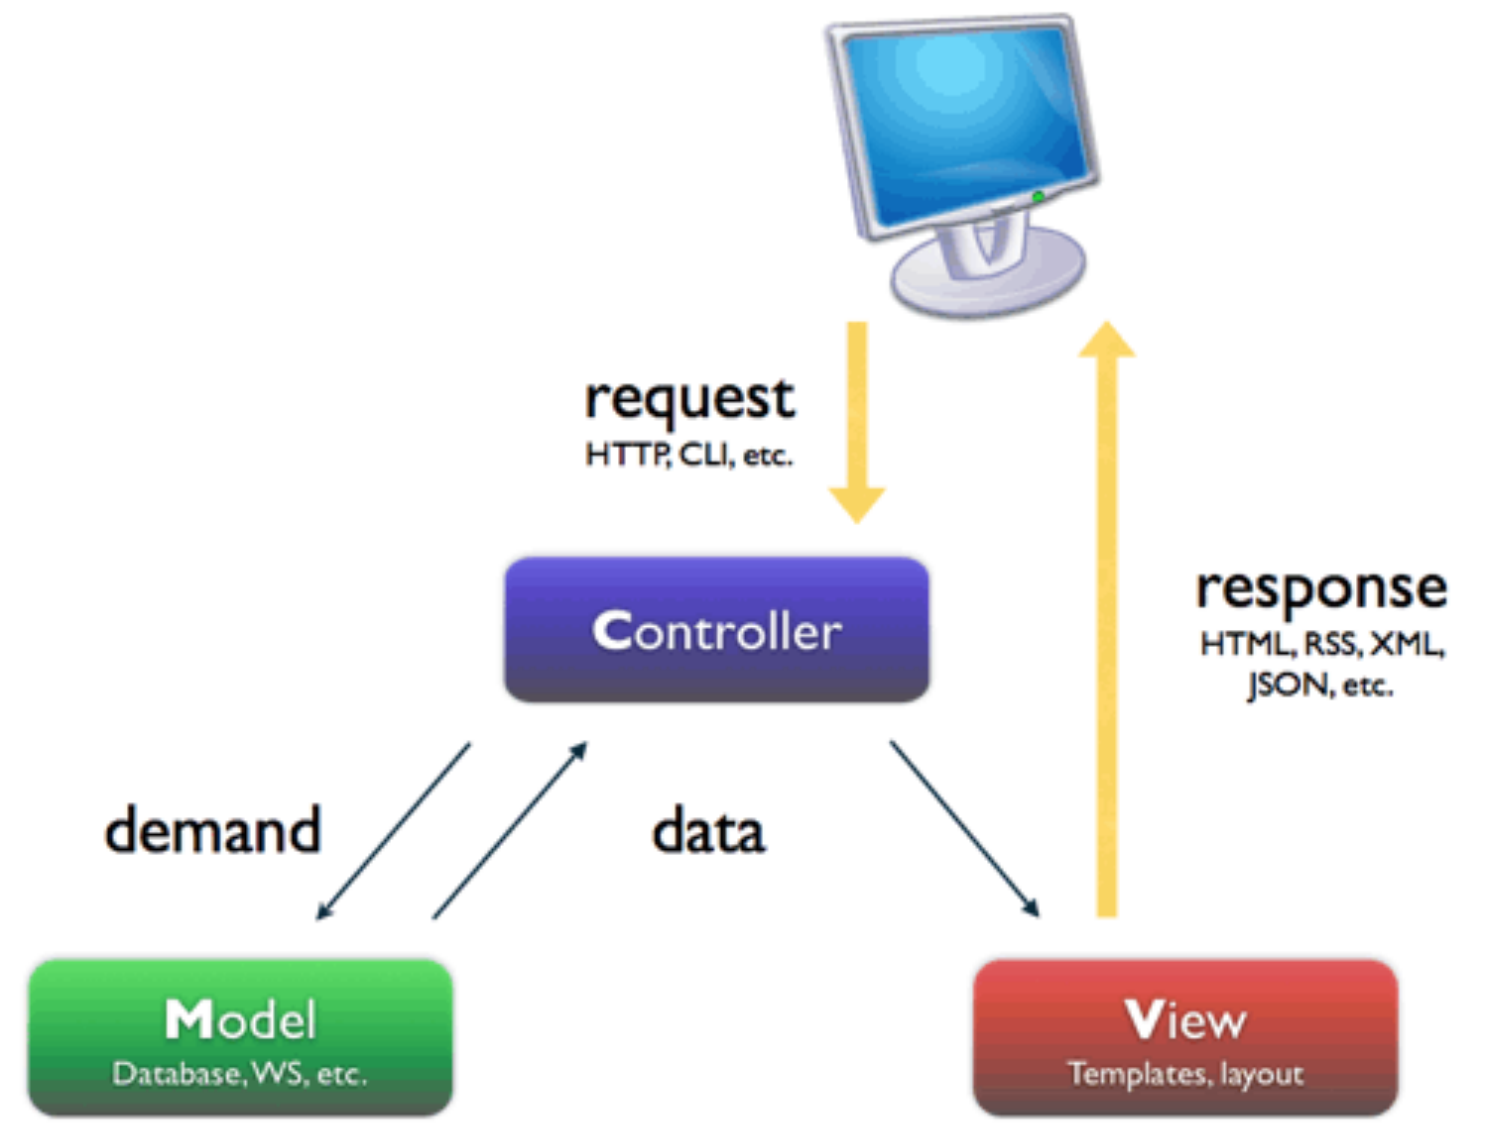 request
HTTP, CLI, etc.
Controller
response
HTML, RSS, XML,
JSON, etc.
demand
data
Model
Database, WS, etc.
View
Templates, layout